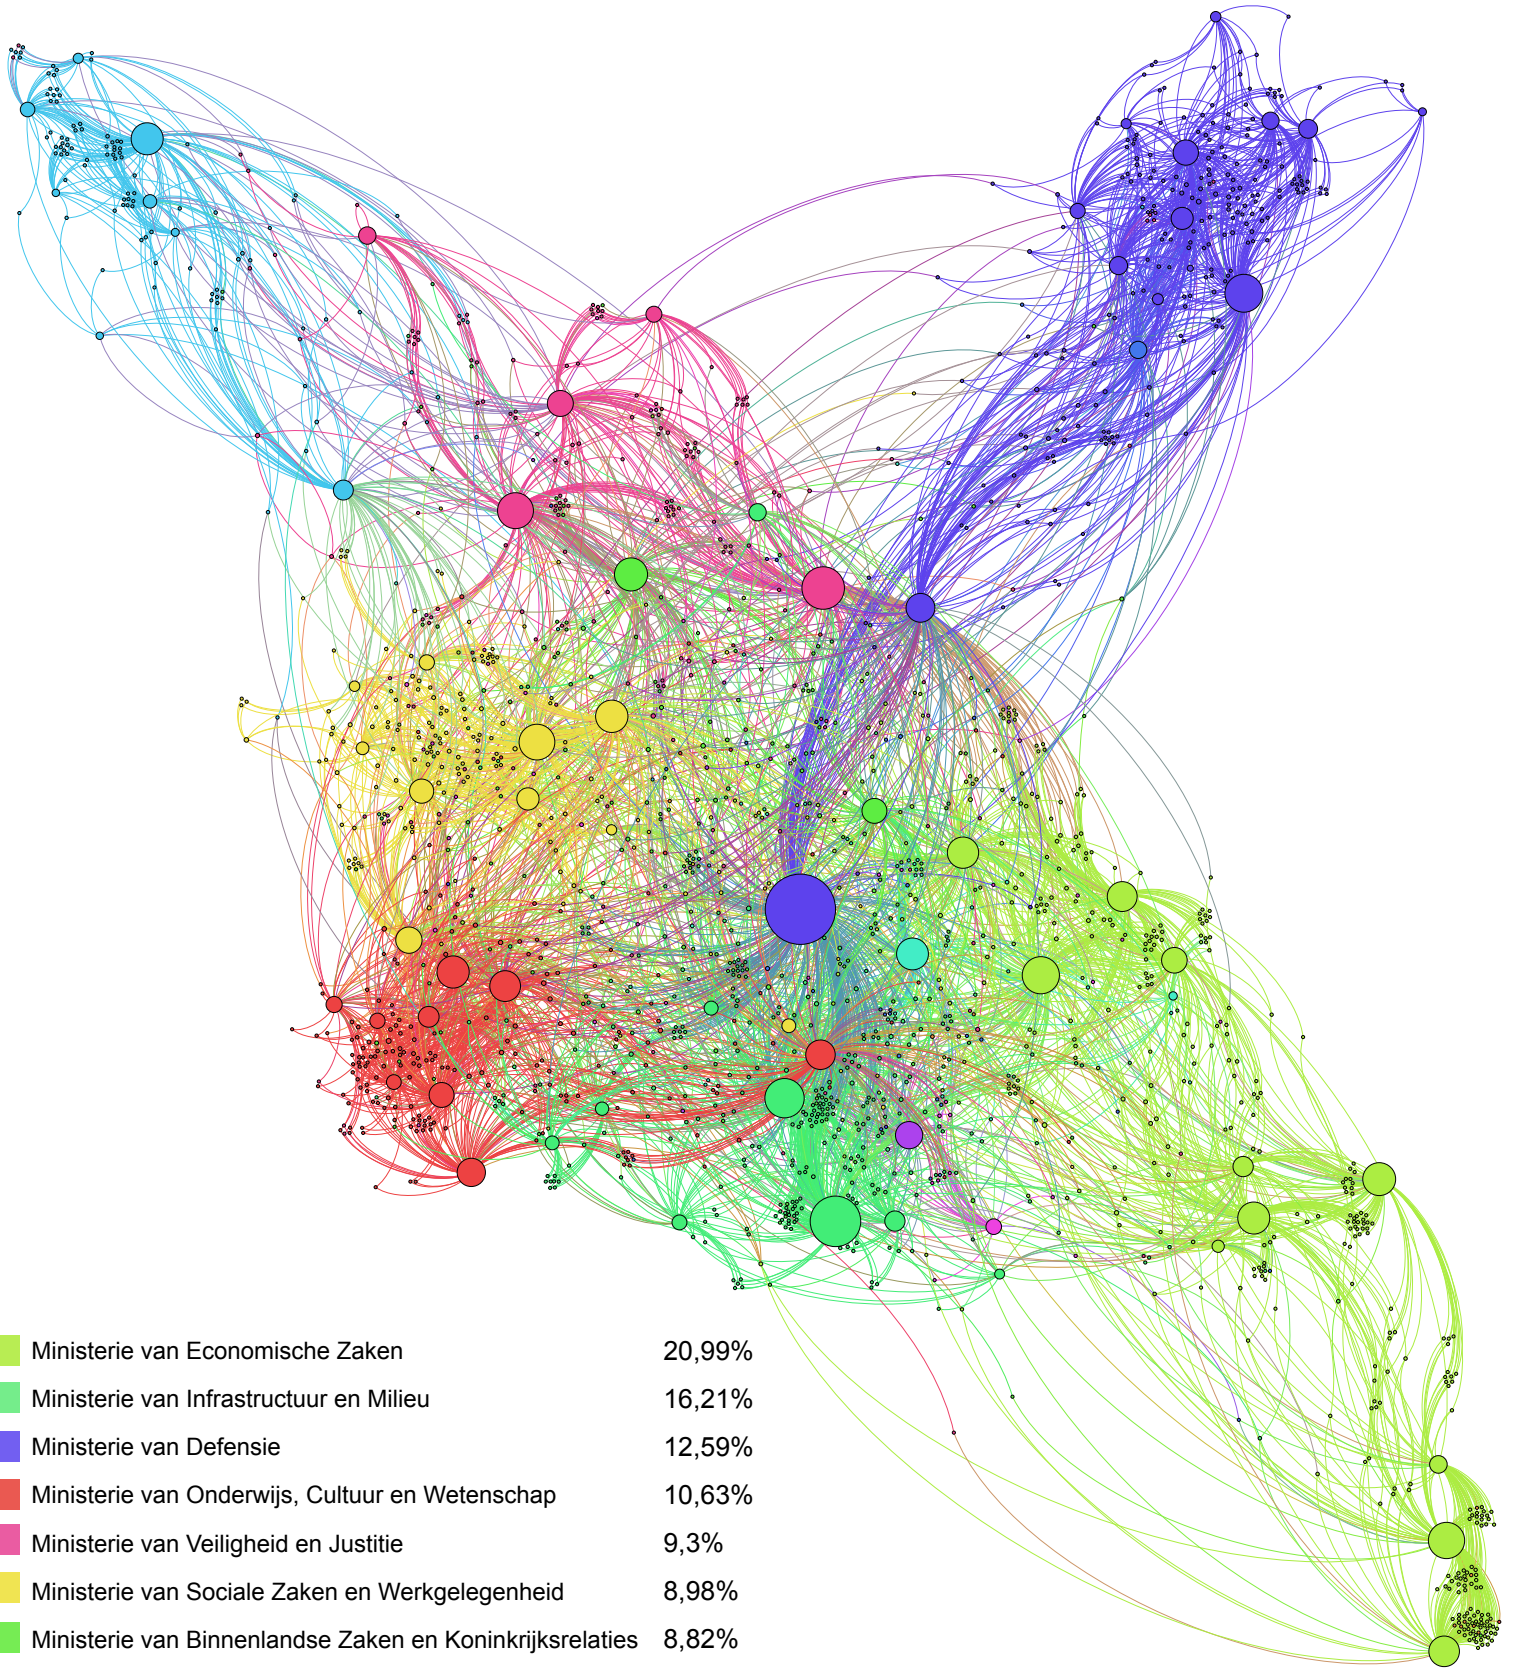 Ministerie van Economische Zaken 20,99%
Ministerie van Infrastructuur en Milieu 16,21%
Ministerie van Defensie 12,59%
Ministerie van Onderwijs, Cultuur en Wetenschap 10,63%
Ministerie van Veiligheid en Justitie 9,3%
Ministerie van Sociale Zaken en Werkgelegenheid 8,98%
Ministerie van Binnenlandse Zaken en Koninkrijksrelaties 8,82%